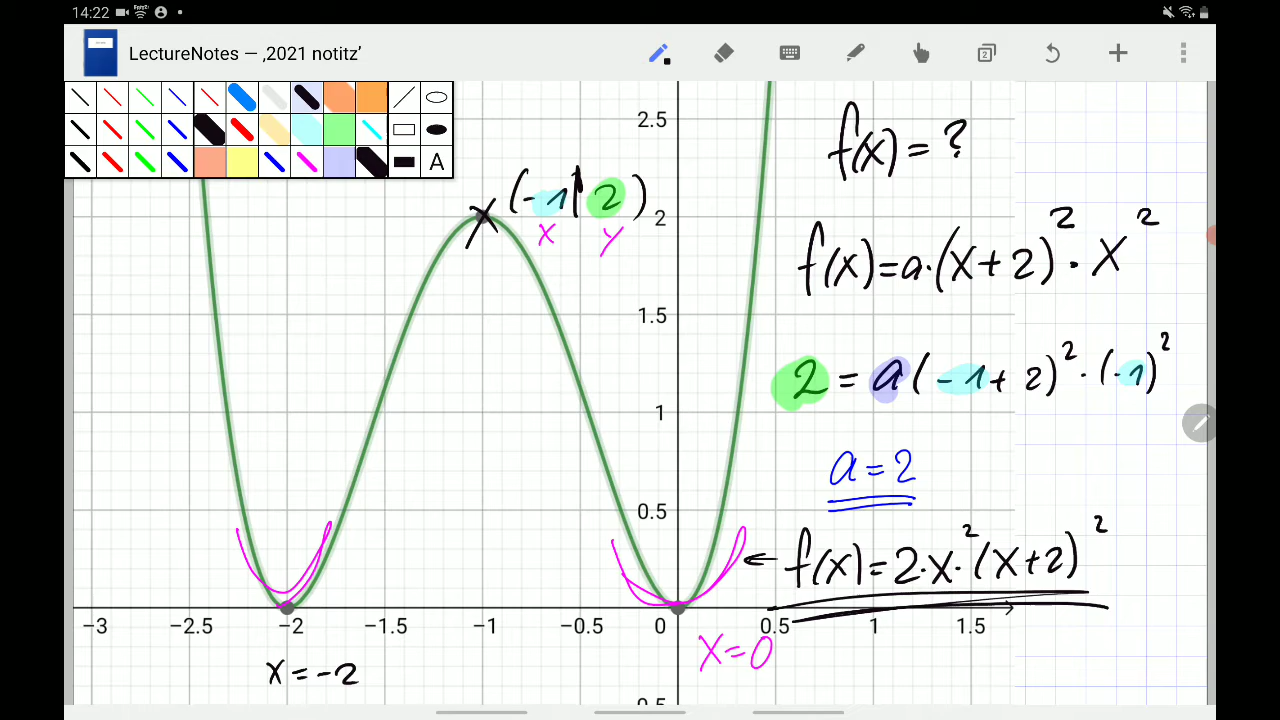 14:22
LectureNotes — ‚2021 notitz’
A
f(x) = ?
2.5
(-1|2)
x y
2
f(x)=a·(x+2)²·x²
1.5
2 = a(-1+2)²·(-1)²
1
a=2
0.5
f(x)=2·x²·(x+2)²
−3 −2.5 −2 −1.5 −1 −0.5 0 0.5 1 1.5
x=0
x=-2